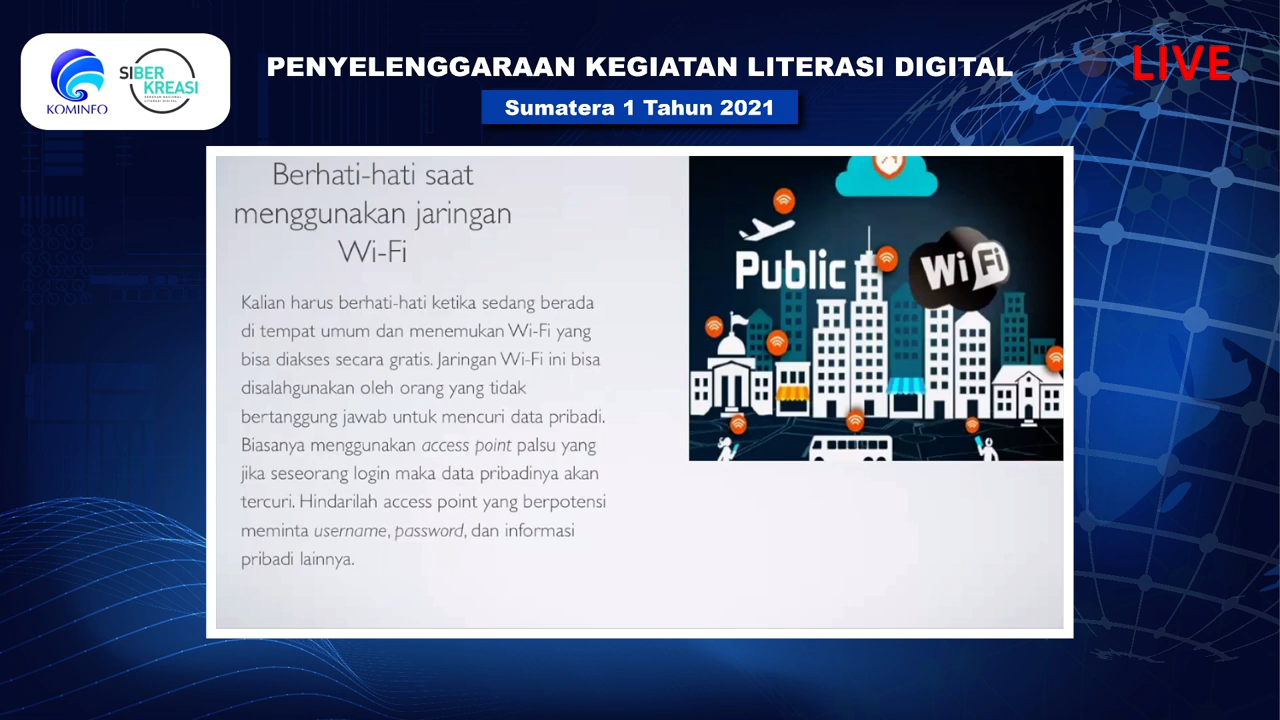 KOMINFO
SIBER
KREASI
PENYELENGGARAAN KEGIATAN LITERASI DIGITAL
Sumatera 1 Tahun 2021
LIVE
Berhati-hati saat
menggunakan jaringan
Wi-Fi
Kalian harus berhati-hati ketika sedang berada
di tempat umum dan menemukan Wi-Fi yang
bisa diakses secara gratis. Jaringan Wi-Fi ini bisa
disalahgunakan oleh orang yang tidak
bertanggung jawab untuk mencuri data pribadi.
Biasanya menggunakan access point palsu yang
jika seseorang login maka data pribadinya akan
tercuri. Hindarilah access point yang berpotensi
meminta username, password, dan informasi
pribadi lainnya.
Public
Wi Fi